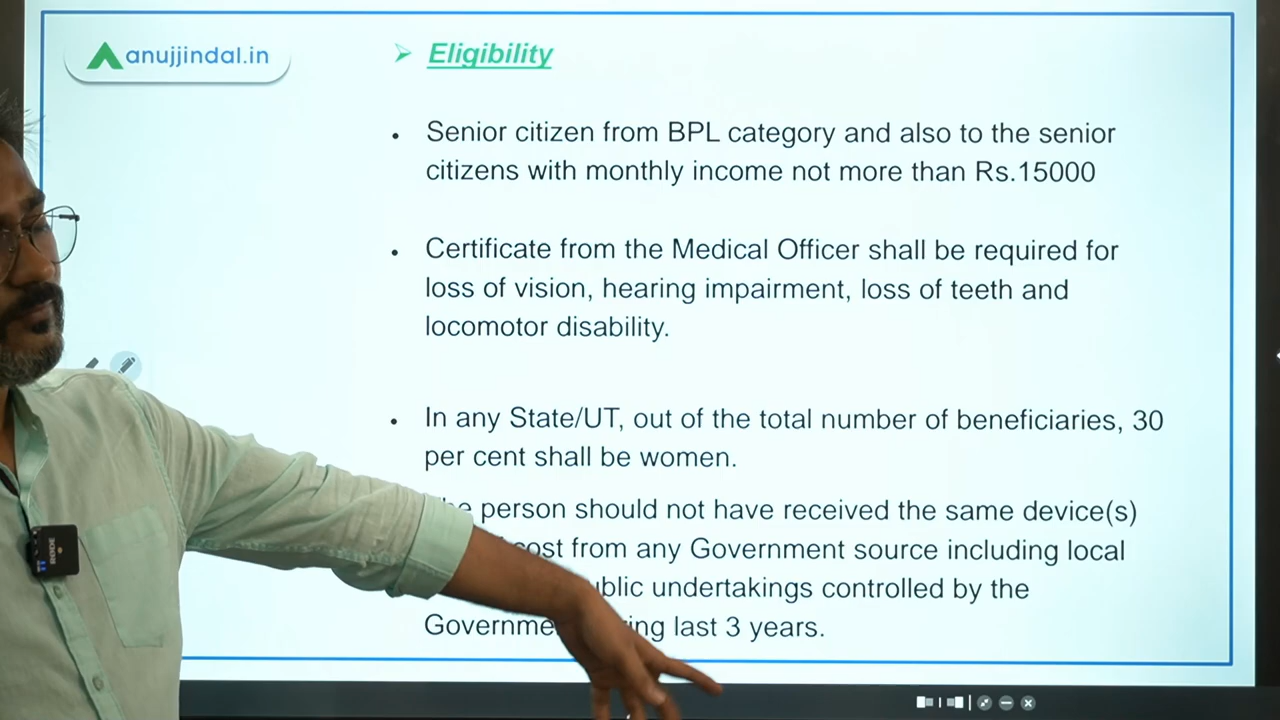 anujjindal.in
Eligibility
Senior citizen from BPL category and also to the senior
citizens with monthly income not more than Rs.15000
Certificate from the Medical Officer shall be required for
loss of vision, hearing impairment, loss of teeth and
locomotor disability.
In any State/UT, out of the total number of beneficiaries, 30
per cent shall be women.
person should not have received the same device(s)
cost from any Government source including local
undertakings controlled by the
last 3 years.
RODE